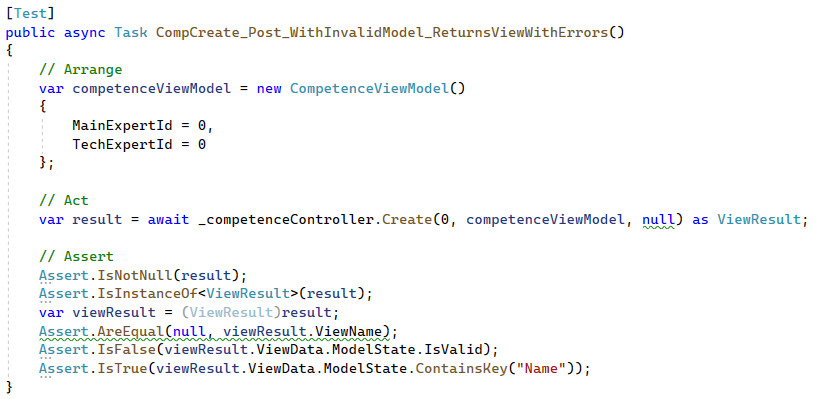 [Test]
public async Task CompCreate_Post_WithInvalidModel_ReturnsViewWithErrors()
{
    // Arrange
    var competenceViewModel = new CompetenceViewModel()
    {
        MainExpertId = 0,
        TechExpertId = 0
    };

    // Act
    var result = await _competenceController.Create(0, competenceViewModel, null) as ViewResult;

    // Assert
    Assert.IsNotNull(result);
    Assert.IsInstanceOf<ViewResult>(result);
    var viewResult = (ViewResult)result;
    Assert.AreEqual(null, viewResult.ViewName);
    Assert.IsFalse(viewResult.ViewData.ModelState.IsValid);
    Assert.IsTrue(viewResult.ViewData.ModelState.ContainsKey("Name"));
}